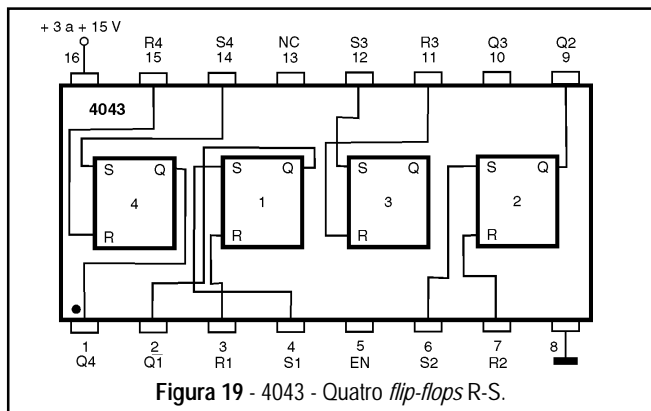 + 3 a + 15 V
R4 S4 NC S3 R3 Q3 Q2
16 15 14 13 12 11 10 9
4043
S Q S Q S Q S Q
4 1 3 2
R R R R
1 2 3 4 5 6 7 8
Q4 Q1 R1 S1 EN S2 R2
Figura 19 - 4043 - Quatro flip-flops R-S.